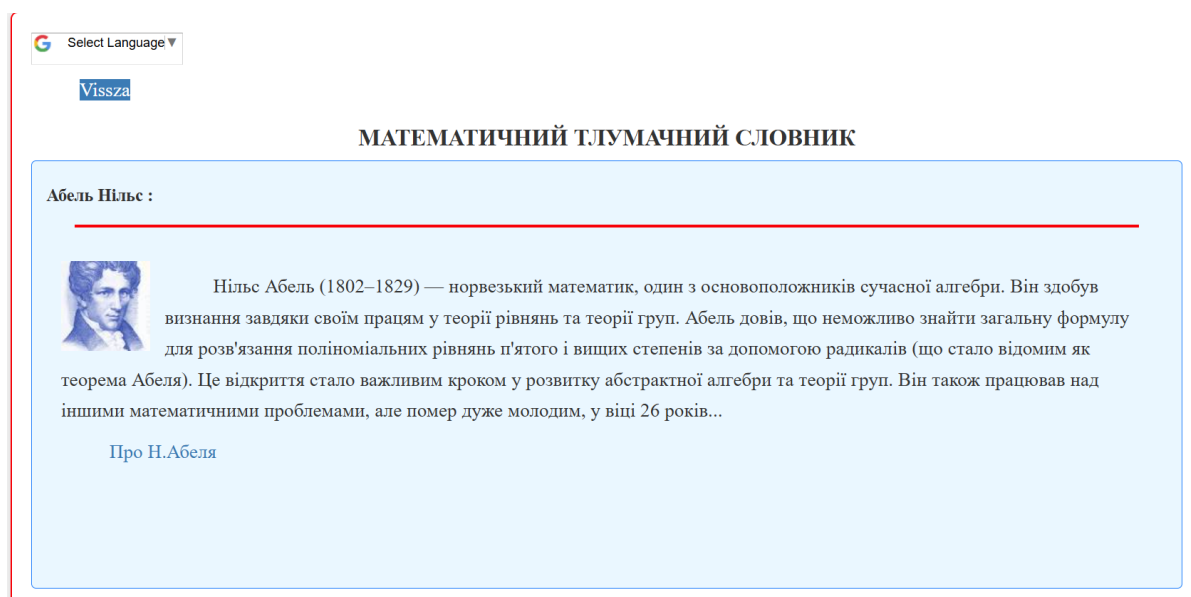 Select Language▼
Vissza
МАТЕМАТИЧНИЙ ТЛУМАЧНИЙ СЛОВНИК
Абель Нільс :
Нільс Абель (1802–1829) — норвезький математик, один з основоположників сучасної алгебри. Він здобув
визнання завдяки своїм працям у теорії рівнянь та теорії груп. Абель довів, що неможливо знайти загальну формулу
для розв'язання поліноміальних рівнянь п'ятого і вищих степенів за допомогою радикалів (що стало відомим як
теорема Абеля). Це відкриття стало важливим кроком у розвитку абстрактної алгебри та теорії груп. Він також працював над
іншими математичними проблемами, але помер дуже молодим, у віці 26 років...
Про Н.Абеля